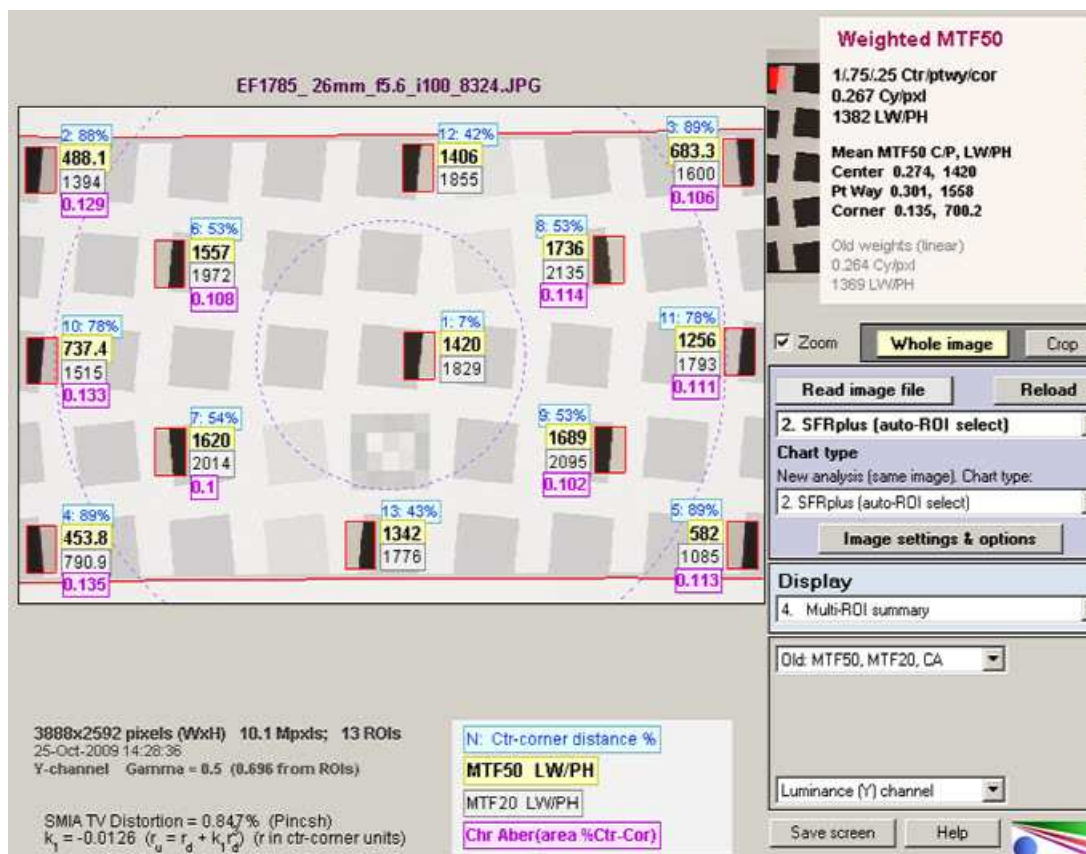 EF1785_ 26mm_f5.6_i100_8324.JPG
2: 88%
488.1
1394
0.129
12: 42%
1406
1855
3: 89%
683.3
1600
0.106
6: 53%
1557
1972
0.108
8: 53%
1736
2135
0.114
10: 78%
737.4
1515
0.133
1: 7%
1420
1829
11: 78%
1256
1793
0.111
7: 54%
1620
2014
0.1
9: 53%
1689
2095
0.102
4: 89%
453.8
790.9
0.135
13: 43%
1342
1776
5: 89%
582
1085
0.113
3888x2592 pixels (WxH) 10.1 Mpxls; 13 ROIs
25-Oct-2009 14:28:36
Y-channel Gamma = 0.5 (0.696 from ROIs)
SMIA TV Distortion = 0.847% (Pincsh)
k₁ = -0.0126 (rᵤ = r_d + k₁r_d³) (r in ctr-corner units)
N: Ctr-corner distance %
MTF50 LW/PH
MTF20 LW/PH
Chr Aber(area %Ctr-Cor)
Weighted MTF50
1/.75/.25 Ctr/ptwy/cor
0.267 Cy/pxl
1382 LW/PH
Mean MTF50 C/P, LW/PH
Center 0.274, 1420
Pt Way 0.301, 1558
Corner 0.135, 700.2
Old weights (linear)
0.264 Cy/pxl
1369 LW/PH
Zoom
Whole image
Crop
Read image file
Reload
2. SFRplus (auto-ROI select)
Chart type
New analysis (same image). Chart type:
2. SFRplus (auto-ROI select)
Image settings & options
Display
4. Multi-ROI summary
Old: MTF50, MTF20, CA
Luminance (Y) channel
Save screen
Help